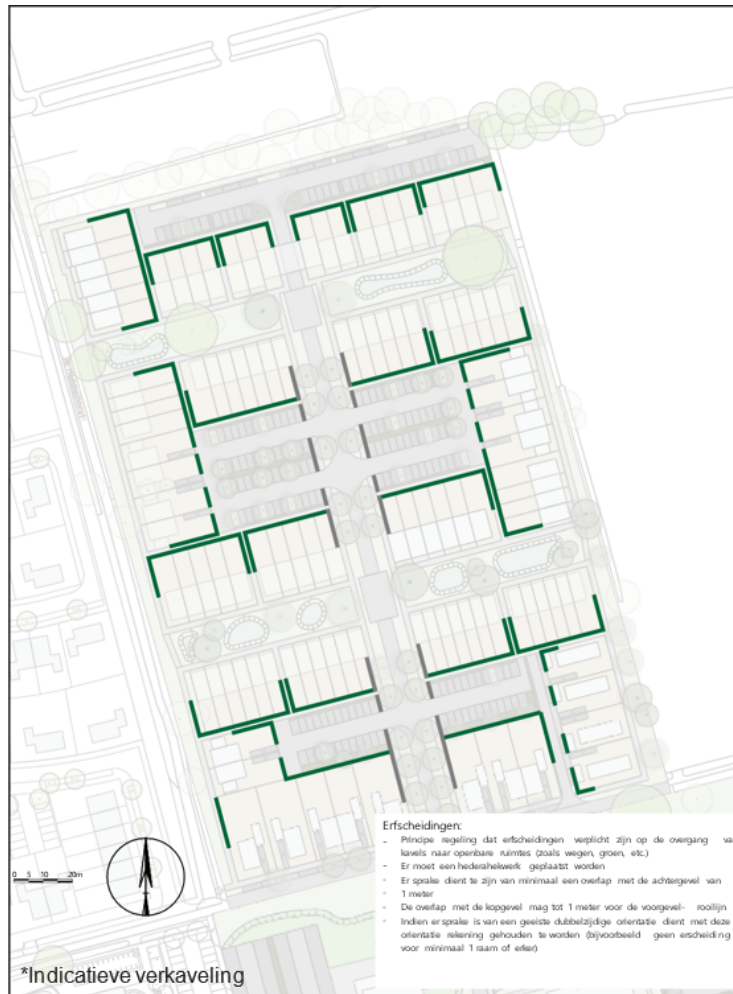 Erfscheidingen:
- Principe regeling dat erfscheidingen verplicht zijn op de overgang va
kavels naar openbare ruimtes (zoals wegen, groen, etc.)
- Er moet een hederahekwerk geplaatst worden
- Er sprake dient te zijn van minimaal een overlap met de achtergevel van
- 1 meter
- De overlap met de kopgevel mag tot 1 meter voor de voorgevel- rooilijn
- Indien er sprake is van een geeiste dubbelzijdige orientatie dient met deze
orientatie rekening gehouden te worden (bijvoorbeeld geen erscheiding
voor minimaal 1 raam of erker)
0 5 10 20m
*Indicatieve verkaveling